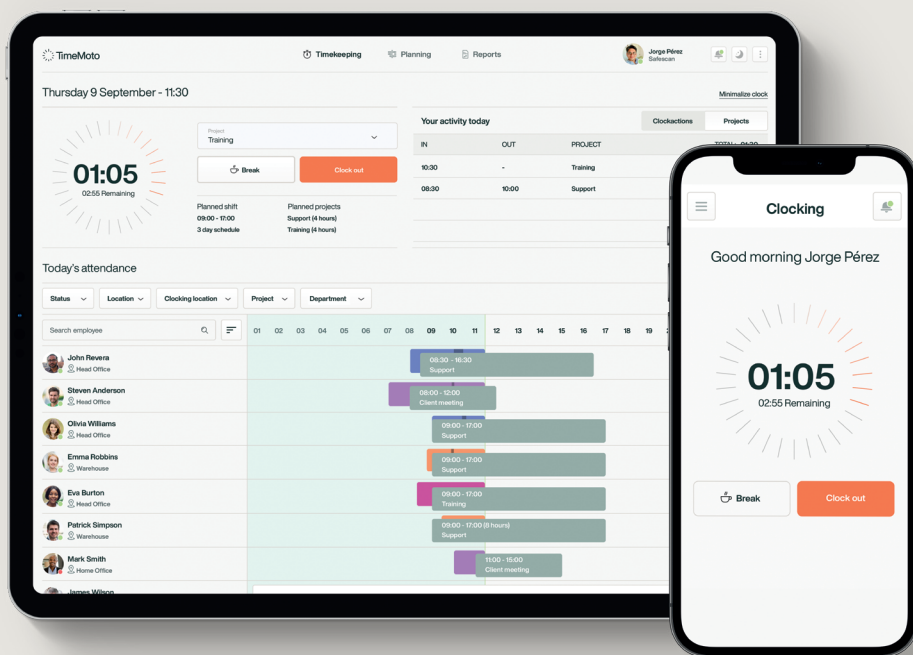 TimeMoto
Timekeeping
Planning
Reports
Jorge Pérez
Safescan
Thursday 9 September - 11:30
Minimalize clock
01:05
02:55 Remaining
Project
Training
Break
Clock out
Planned shift
Planned projects
09:00 - 17:00
Support (4 hours)
3 day schedule
Training (4 hours)
Your activity today
Clockactions
Projects
IN
OUT
PROJECT
10:30
-
Training
08:30
10:00
Support
Today's attendance
Status
Location
Clocking location
Project
Department
Search employee
01 02 03 04 05 06 07 08 09 10 11 12 13 14 15 16 17 18 19
John Revera
Head Office
08:30 - 16:30
Support
Steven Anderson
Head Office
08:00 - 12:00
Client meeting
Olivia Williams
Head Office
09:00 - 17:00
Support
Emma Robbins
Warehouse
09:00 - 17:00
Support
Eva Burton
Head Office
09:00 - 17:00
Training
Patrick Simpson
Warehouse
09:00 - 17:00 (8 hours)
Support
Mark Smith
Home Office
11:00 - 15:00
Client meeting
James Wilson
Clocking
Good morning Jorge Pérez
01:05
02:55 Remaining
Break
Clock out